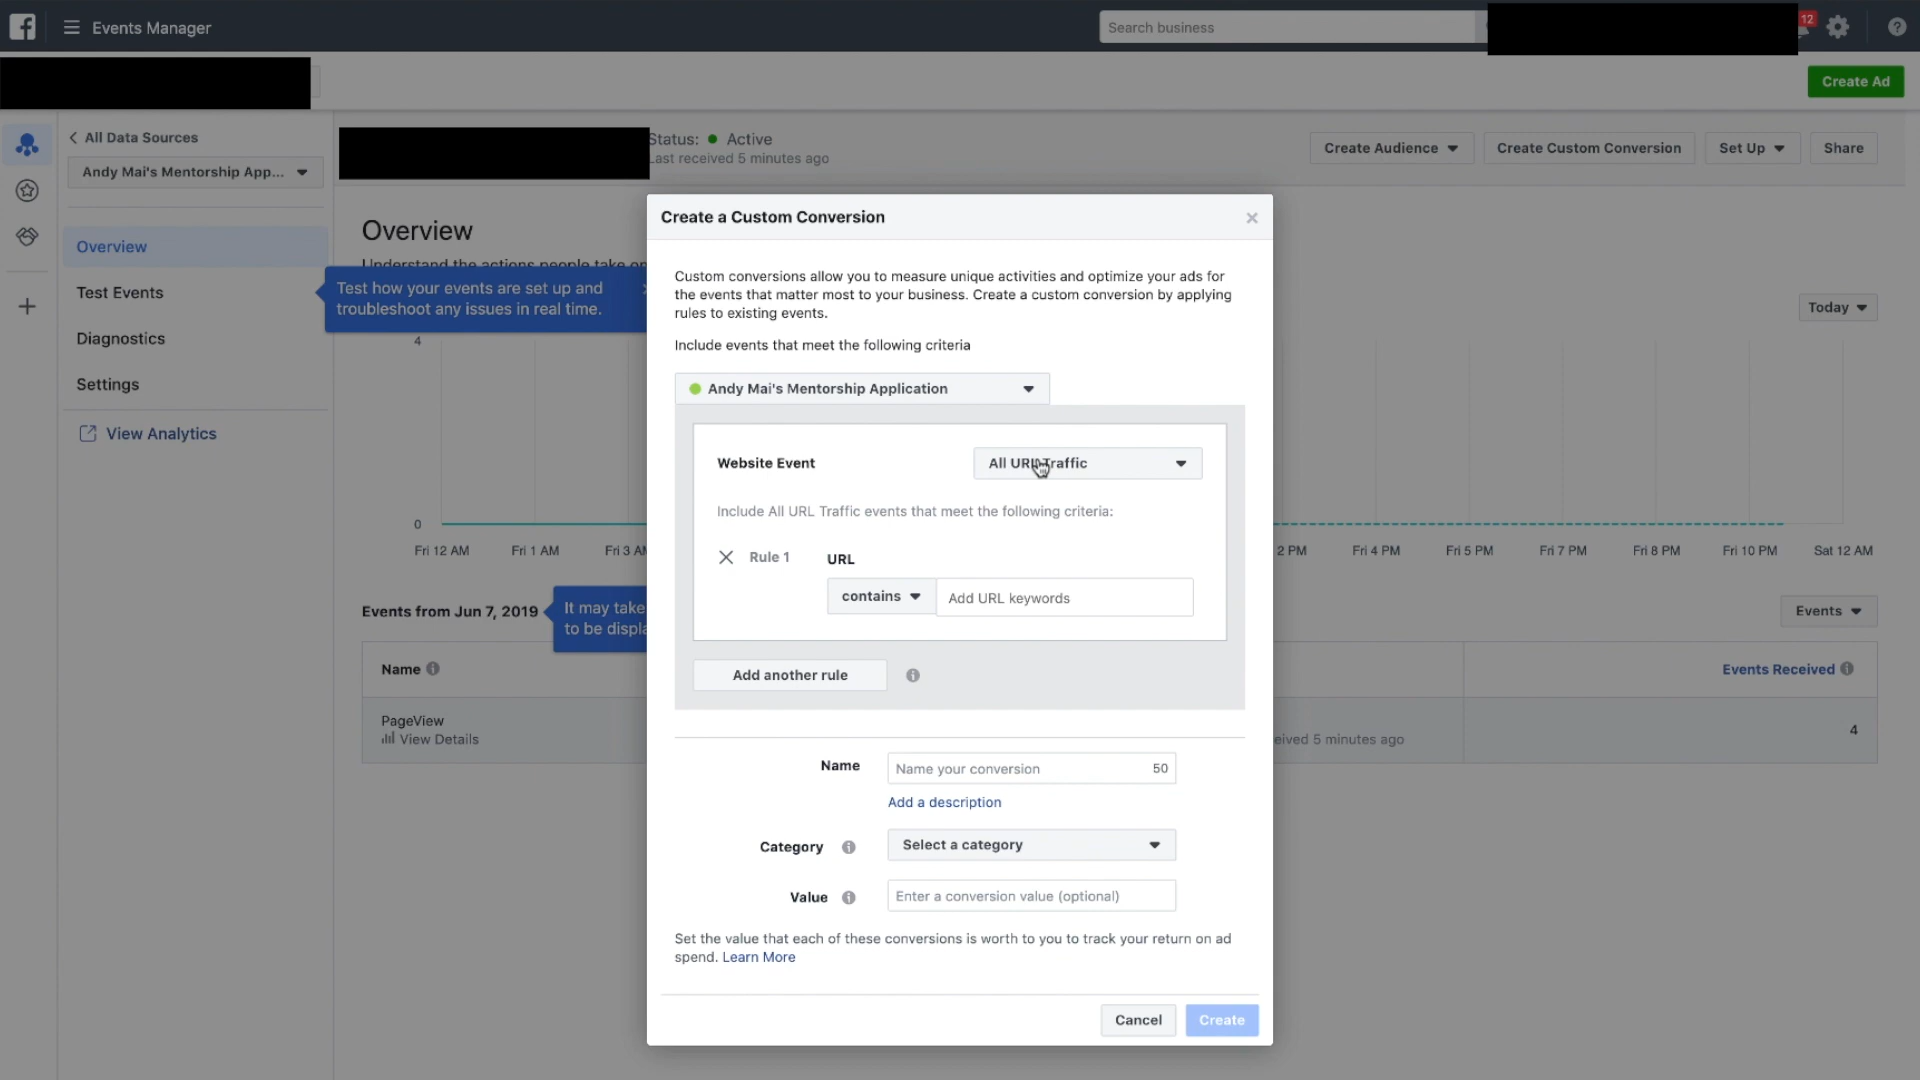 Events Manager
Search business
12
Create Ad
All Data Sources
Andy Mai's Mentorship App...
Status: Active
Last received 5 minutes ago
Create Audience
Create Custom Conversion
Set Up
Share
Overview
Test Events
Diagnostics
Settings
View Analytics
Overview
Understand the actions people take on
Test how your events are set up and
troubleshoot any issues in real time.
Today
4
0
Fri 12 AM
Fri 1 AM
Fri 3 AM
2 PM
Fri 4 PM
Fri 5 PM
Fri 7 PM
Fri 8 PM
Fri 10 PM
Sat 12 AM
Events from Jun 7, 2019
It may take
to be displa
Events
Name
Events Received
PageView
View Details
eived 5 minutes ago
4
Create a Custom Conversion
Custom conversions allow you to measure unique activities and optimize your ads for
the events that matter most to your business. Create a custom conversion by applying
rules to existing events.
Include events that meet the following criteria
Andy Mai's Mentorship Application
Website Event
All URL Traffic
Include All URL Traffic events that meet the following criteria:
Rule 1
URL
contains
Add URL keywords
Add another rule
Name
Name your conversion
50
Add a description
Category
Select a category
Value
Enter a conversion value (optional)
Set the value that each of these conversions is worth to you to track your return on ad
spend. Learn More
Cancel
Create